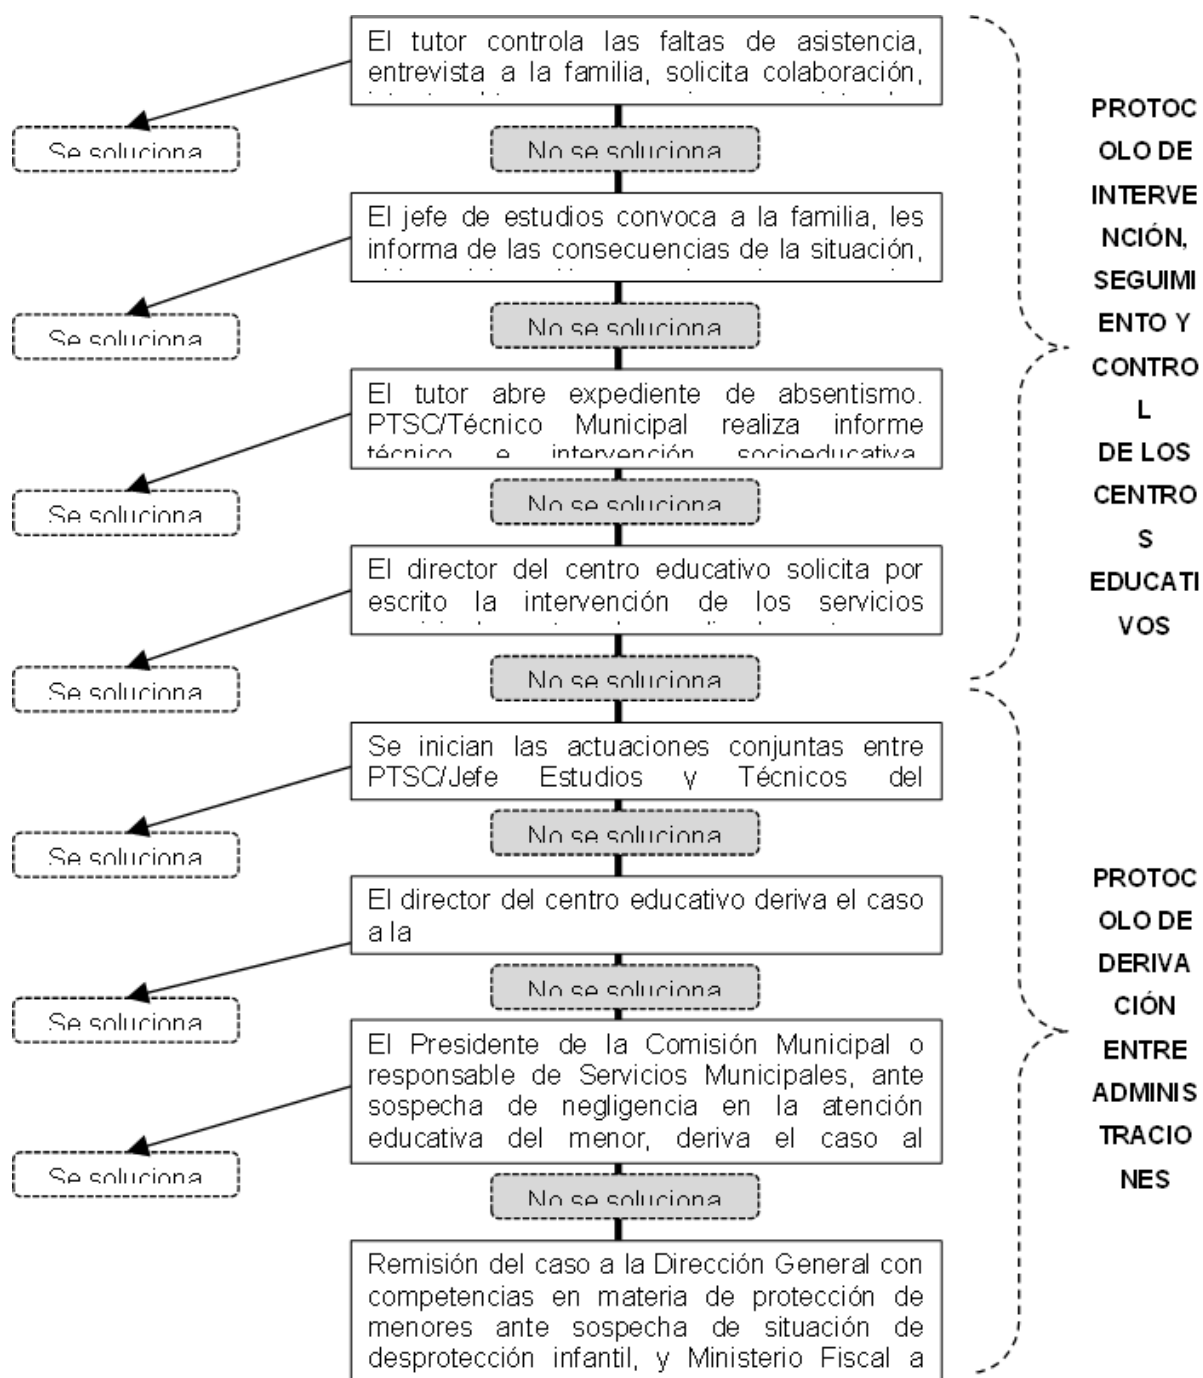 El tutor controla las faltas de asistencia,
entrevista a la familia, solicita colaboración,
Se soluciona
No se soluciona
El jefe de estudios convoca a la familia, les
informa de las consecuencias de la situación,
Se soluciona
No se soluciona
El tutor abre expediente de absentismo.
PTSC/Técnico Municipal realiza informe
técnico e intervención socioeducativa.
Se soluciona
No se soluciona
El director del centro educativo solicita por
escrito la intervención de los servicios
Se soluciona
No se soluciona
Se inician las actuaciones conjuntas entre
PTSC/Jefe Estudios y Técnicos del
Se soluciona
No se soluciona
El director del centro educativo deriva el caso
a la
Se soluciona
No se soluciona
El Presidente de la Comisión Municipal o
responsable de Servicios Municipales, ante
sospecha de negligencia en la atención
educativa del menor, deriva el caso al
Se soluciona
No se soluciona
Remisión del caso a la Dirección General con
competencias en materia de protección de
menores ante sospecha de situación de
desprotección infantil, y Ministerio Fiscal a
PROTOC
OLO DE
INTERVE
NCIÓN,
SEGUIMI
ENTO Y
CONTRO
L
DE LOS
CENTRO
S
EDUCATI
VOS
PROTOC
OLO DE
DERIVA
CIÓN
ENTRE
ADMINIS
TRACIO
NES